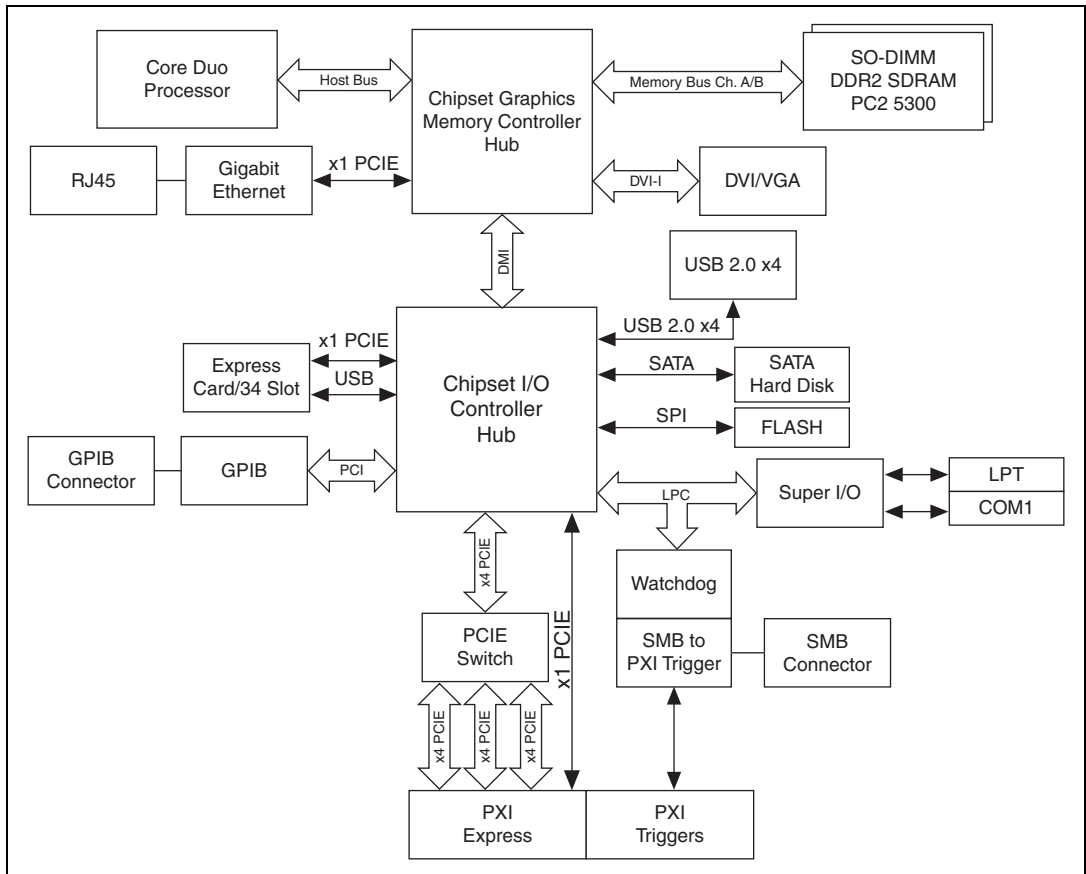 Core Duo
Processor
Host Bus
Chipset Graphics
Memory Controller
Hub
Memory Bus Ch. A/B
SO-DIMM
DDR2 SDRAM
PC2 5300
RJ45
Gigabit
Ethernet
x1 PCIE
DVI-I
DVI/VGA
DMI
USB 2.0 x4
USB 2.0 x4
Express
Card/34 Slot
x1 PCIE
USB
Chipset I/O
Controller
Hub
SATA
SATA
Hard Disk
SPI
FLASH
GPIB
Connector
GPIB
PCI
LPC
Super I/O
LPT
COM1
x4 PCIE
x1 PCIE
Watchdog
PCIE
Switch
SMB to
PXI Trigger
SMB
Connector
x4 PCIE
x4 PCIE
x4 PCIE
PXI
Express
PXI
Triggers